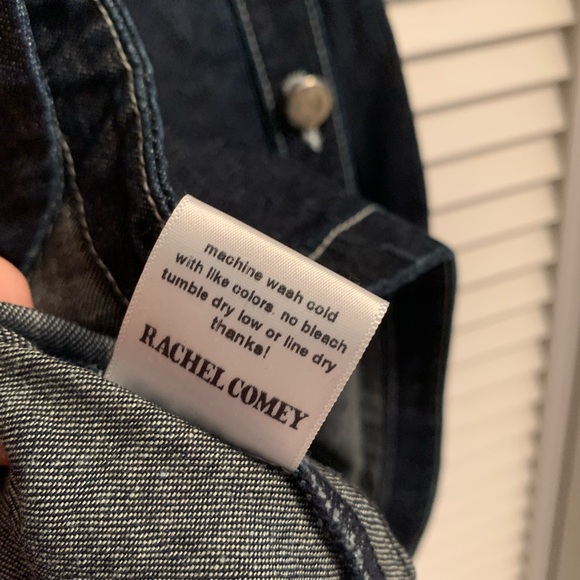 machine wash cold
with like colors. no bleach
tumble dry low or line dry
thanks!
RACHEL COMEY